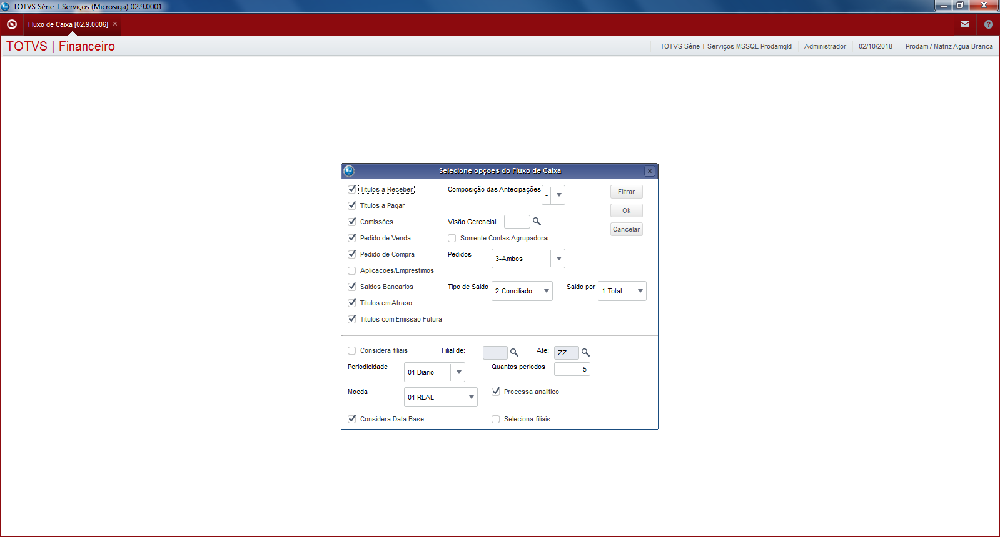 TOTVS Série T Serviços (Microsiga) 02.9.0001
Fluxo de Caixa [02.9.0006]
TOTVS | Financeiro
TOTVS Série T Serviços MSSQL Prodamqld
Administrador
02/10/2018
Prodam / Matriz Agua Branca
Selecione opçoes do Fluxo de Caixa
Titulos a Receber
Composição das Antecipações
-
Filtrar
Titulos a Pagar
Ok
Comissões
Visão Gerencial
Cancelar
Pedido de Venda
Somente Contas Agrupadora
Pedido de Compra
Pedidos
3-Ambos
Aplicacoes/Emprestimos
Saldos Bancarios
Tipo de Saldo
2-Conciliado
Saldo por
1-Total
Titulos em Atraso
Titulos com Emissão Futura
Considera filiais
Filial de:
Ate:
ZZ
Periodicidade
01 Diario
Quantos periodos
5
Moeda
01 REAL
Processa analitico
Considera Data Base
Seleciona filiais